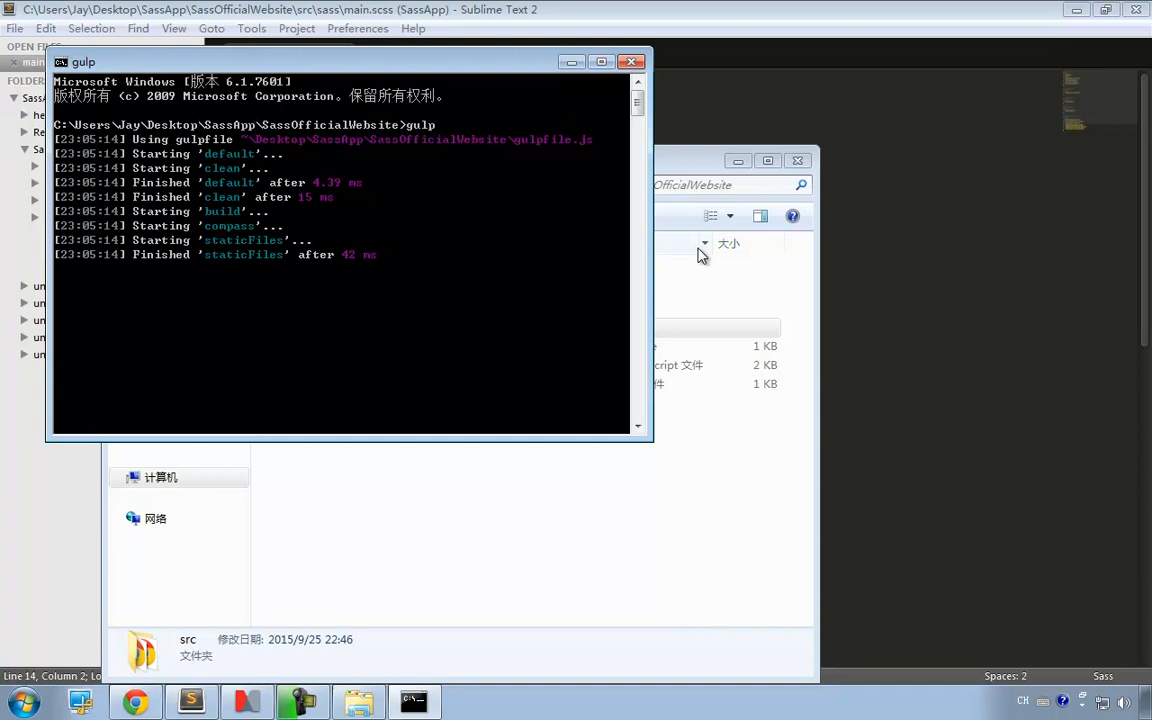 C:\Users\Jay\Desktop\SassApp\SassOfficialWebsite\src\sass\main.scss (SassApp) - Sublime Text 2
File Edit Selection Find View Goto Tools Project Preferences Help
OPEN FI
main
FOLDER
gulp
Microsoft Windows [版本 6.1.7601]
版权所有 (c) 2009 Microsoft Corporation。保留所有权利。
C:\Users\Jay\Desktop\SassApp\SassOfficialWebsite>gulp
[23:05:14] Using gulpfile ~\Desktop\SassApp\SassOfficialWebsite\gulpfile.js
[23:05:14] Starting 'default'...
[23:05:14] Starting 'clean'...
[23:05:14] Finished 'default' after 4.39 ms
[23:05:14] Finished 'clean' after 15 ms
[23:05:14] Starting 'build'...
[23:05:14] Starting 'compass'...
[23:05:14] Starting 'staticFiles'...
[23:05:14] Finished 'staticFiles' after 42 ms
Sass
he
Re
Sa
un
un
un
un
un
OfficialWebsite
大小
1 KB
cript 文件 2 KB
件 1 KB
计算机
网络
src 修改日期: 2015/9/25 22:46
文件夹
Line 14, Column 2; Lo
Spaces: 2 Sass
CH